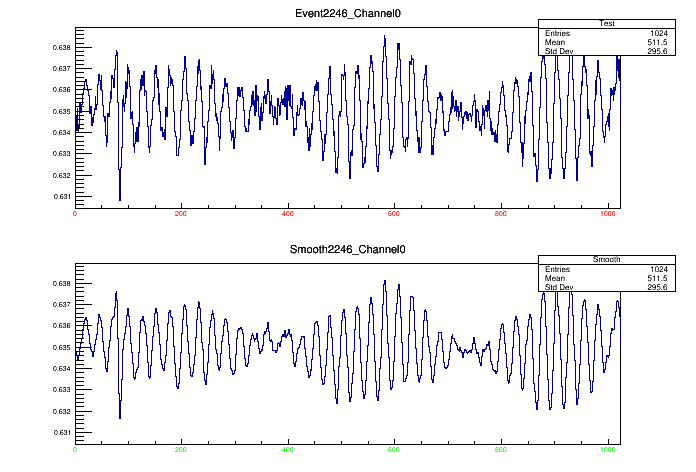 Event2246_Channel0
Test
Entries 1024
Mean 511.5
Std Dev 295.6
0.638
0.637
0.636
0.635
0.634
0.633
0.632
0.631
0 200 400 600 800 1000
Smooth2246_Channel0
Smooth
Entries 1024
Mean 511.5
Std Dev 295.6
0.638
0.637
0.636
0.635
0.634
0.633
0.632
0.631
0 200 400 600 800 1000